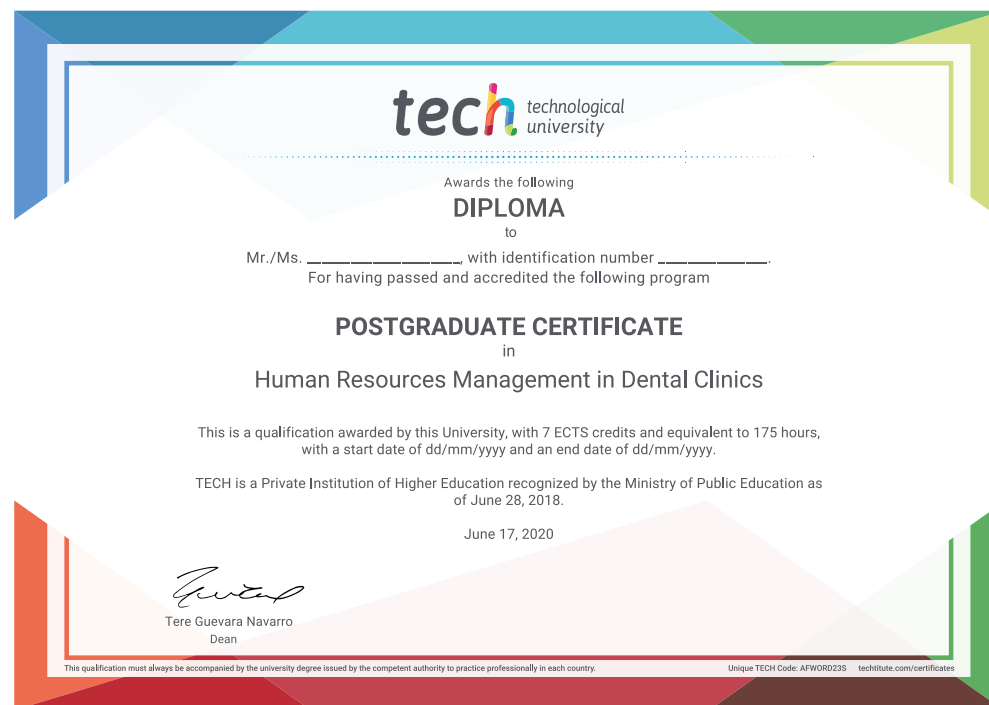 tech technological
university
Awards the following
DIPLOMA
to
Mr./Ms. ____________________, with identification number ______________.
For having passed and accredited the following program
POSTGRADUATE CERTIFICATE
in
Human Resources Management in Dental Clinics
This is a qualification awarded by this University, with 7 ECTS credits and equivalent to 175 hours,
with a start date of dd/mm/yyyy and an end date of dd/mm/yyyy.
TECH is a Private Institution of Higher Education recognized by the Ministry of Public Education as
of June 28, 2018.
June 17, 2020
Tere Guevara Navarro
Dean
This qualification must always be accompanied by the university degree issued by the competent authority to practice professionally in each country.
Unique TECH Code: AFWORD23S techtitute.com/certificates